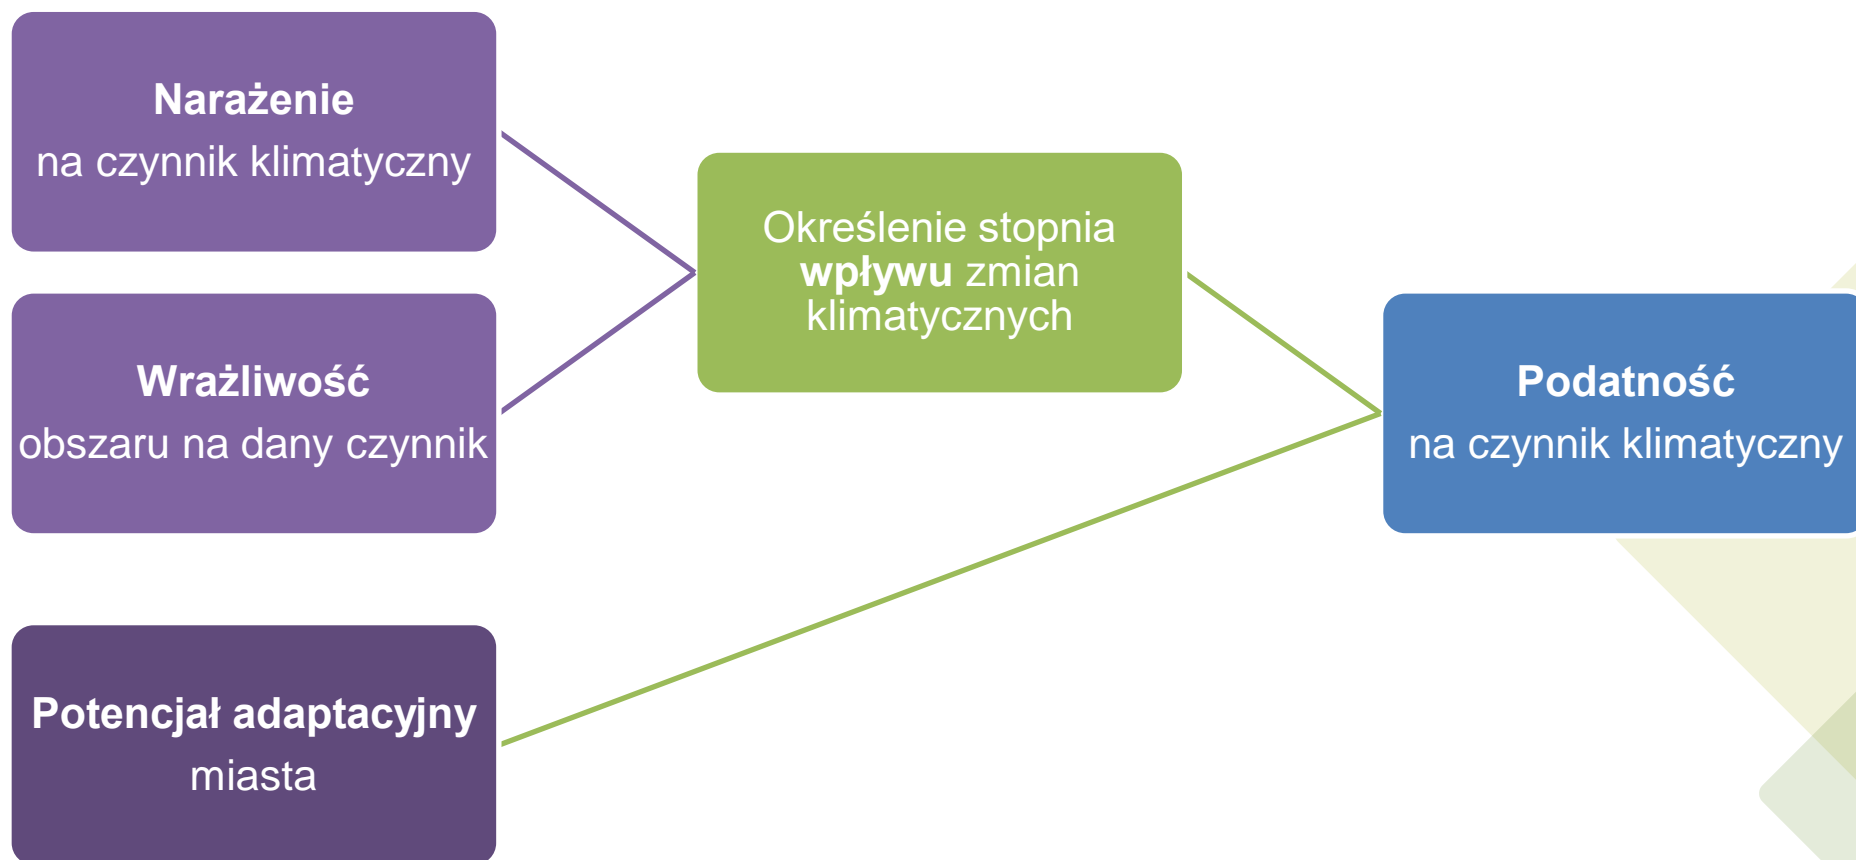 Narażenie
na czynnik klimatyczny
Wrażliwość
obszaru na dany czynnik
Potencjał adaptacyjny
miasta
Określenie stopnia
wpływu zmian
klimatycznych
Podatność
na czynnik klimatyczny